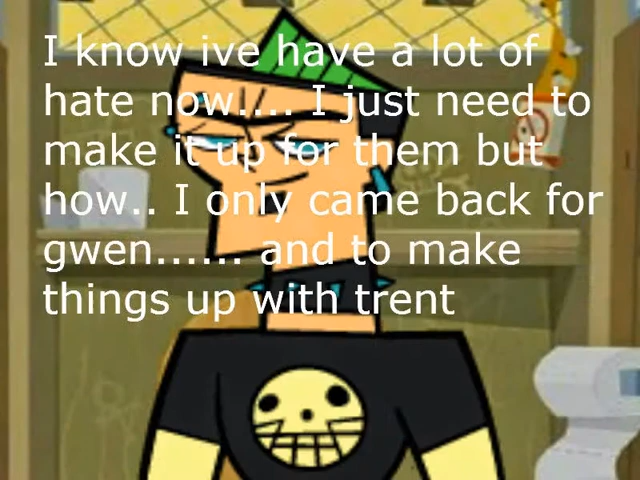 I know ive have a lot of
hate now.... I just need to
make it up for them but
how.. I only came back for
gwen...... and to make
things up with trent